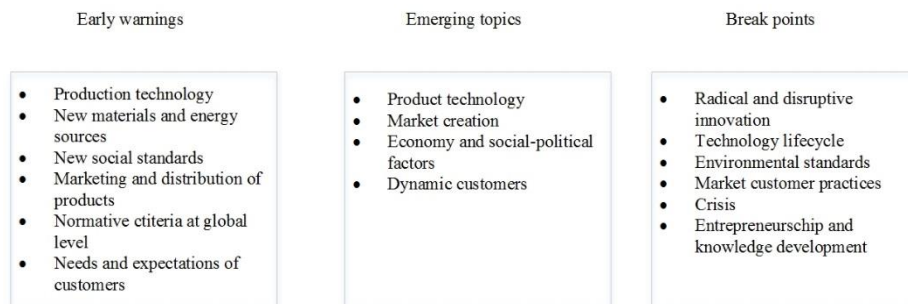 Early warnings
Emerging topics
Break points
• Production technology
• New materials and energy
sources
• New social standards
• Marketing and distribution of
products
• Normative ctiteria at global
level
• Needs and expectations of
customers
• Product technology
• Market creation
• Economy and social-political
factors
• Dynamic customers
• Radical and disruptive
innovation
• Technology lifecycle
• Environmental standards
• Market customer practices
• Crisis
• Entrepreneurschip and
knowledge development